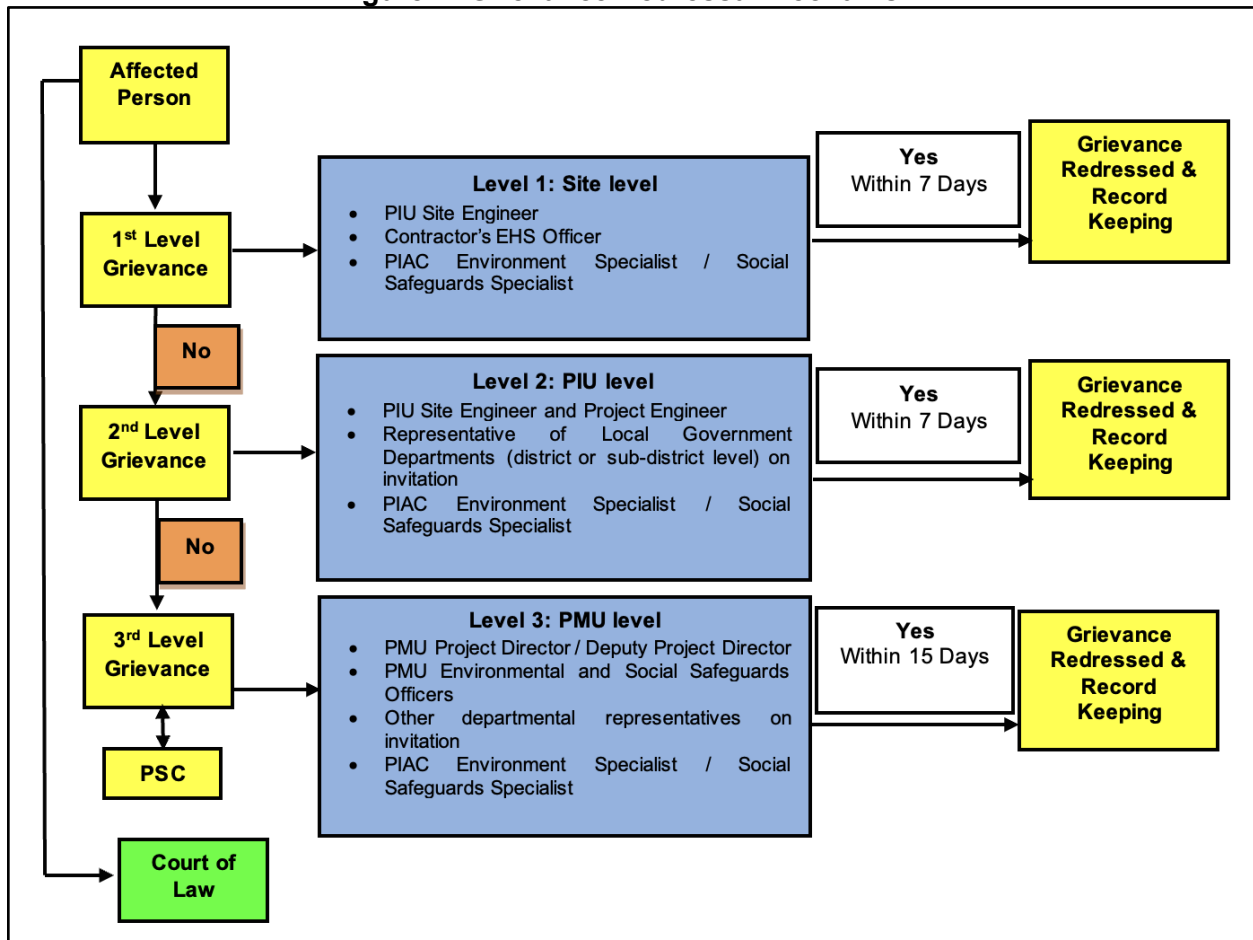 Affected
Person
1st Level
Grievance
Level 1: Site level
• PIU Site Engineer
• Contractor's EHS Officer
• PIAC Environment Specialist / Social
Safeguards Specialist
Yes
Within 7 Days
Grievance
Redressed &
Record
Keeping
No
2nd Level
Grievance
Level 2: PIU level
• PIU Site Engineer and Project Engineer
• Representative of Local Government
Departments (district or sub-district level) on
invitation
• PIAC Environment Specialist / Social
Safeguards Specialist
Yes
Within 7 Days
Grievance
Redressed &
Record
Keeping
No
3rd Level
Grievance
Level 3: PMU level
• PMU Project Director / Deputy Project Director
• PMU Environmental and Social Safeguards
Officers
• Other departmental representatives on
invitation
• PIAC Environment Specialist / Social
Safeguards Specialist
Yes
Within 15 Days
Grievance
Redressed &
Record
Keeping
PSC
Court of
Law